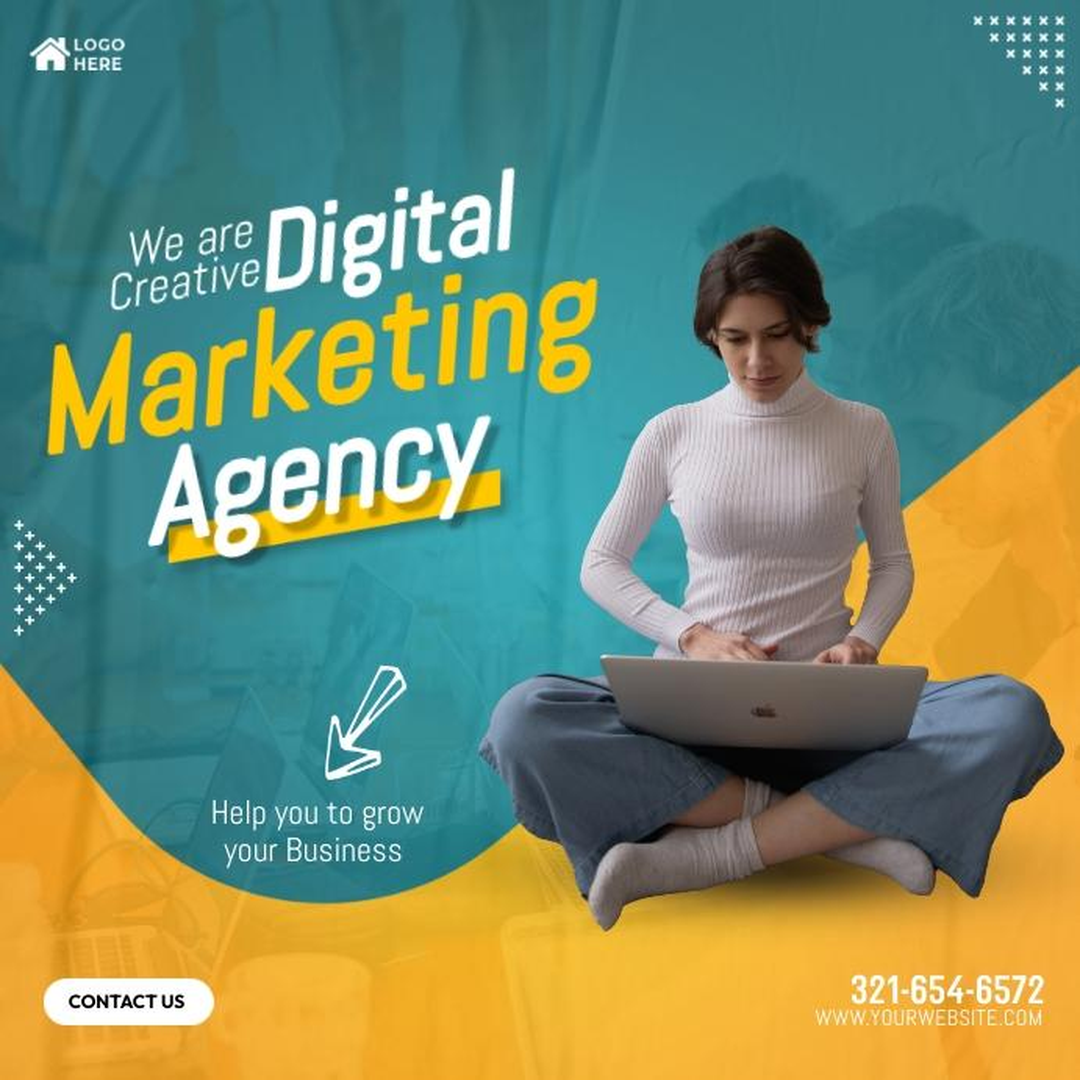 LOGO
HERE
We are
Creative Digital
Marketing
Agency
Help you to grow
your Business
CONTACT US
321-654-6572
WWW.YOURWEBSITE.COM